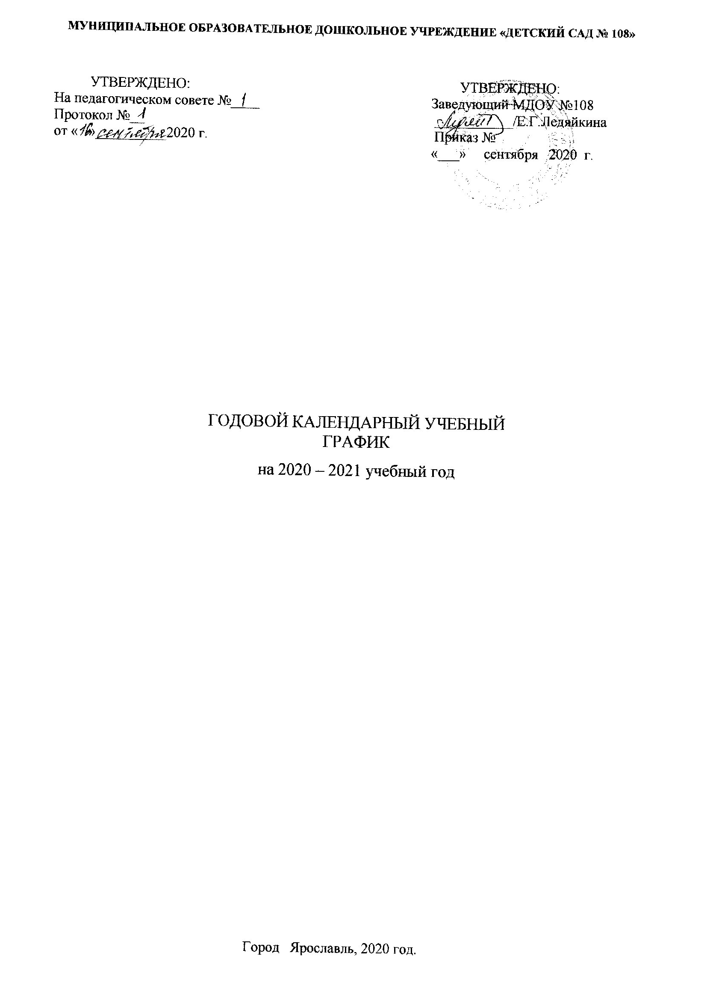 МУНИЦИПАЛЬНОЕ ОБРАЗОВАТЕЛЬНОЕ ДОШКОЛЬНОЕ УЧРЕЖДЕНИЕ «ДЕТСКИЙ САД № 108»
УТВЕРЖДЕНО:
На педагогическом совете № 1
Протокол № 1
от «16» сентября 2020 г.
УТВЕРЖДЕНО:
Заведующий МДОУ №108
/Е.Г.Ледяйкина
Приказ №
«___» сентября 2020 г.
ГОДОВОЙ КАЛЕНДАРНЫЙ УЧЕБНЫЙ
ГРАФИК
на 2020 – 2021 учебный год
Город Ярославль, 2020 год.